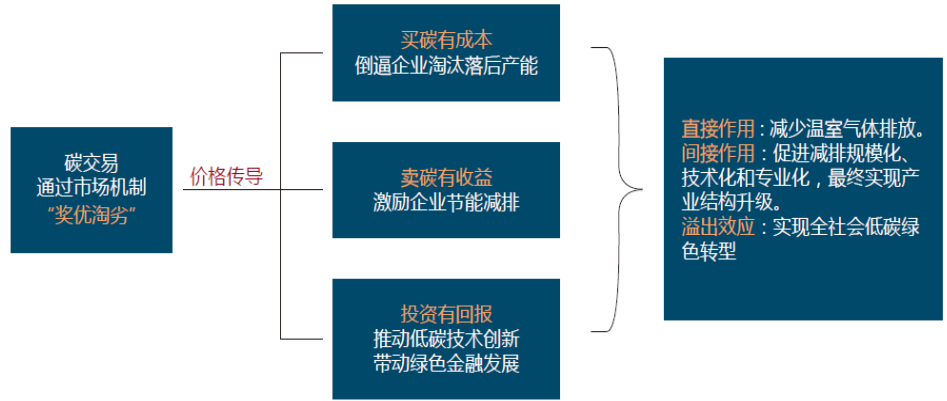 碳交易
通过市场机制
“奖优淘劣”
价格传导
买碳有成本
倒逼企业淘汰落后产能
卖碳有收益
激励企业节能减排
投资有回报
推动低碳技术创新
带动绿色金融发展
直接作用：减少温室气体排放。
间接作用：促进减排规模化、
技术化和专业化，最终实现产
业结构升级。
溢出效应：实现全社会低碳绿
色转型